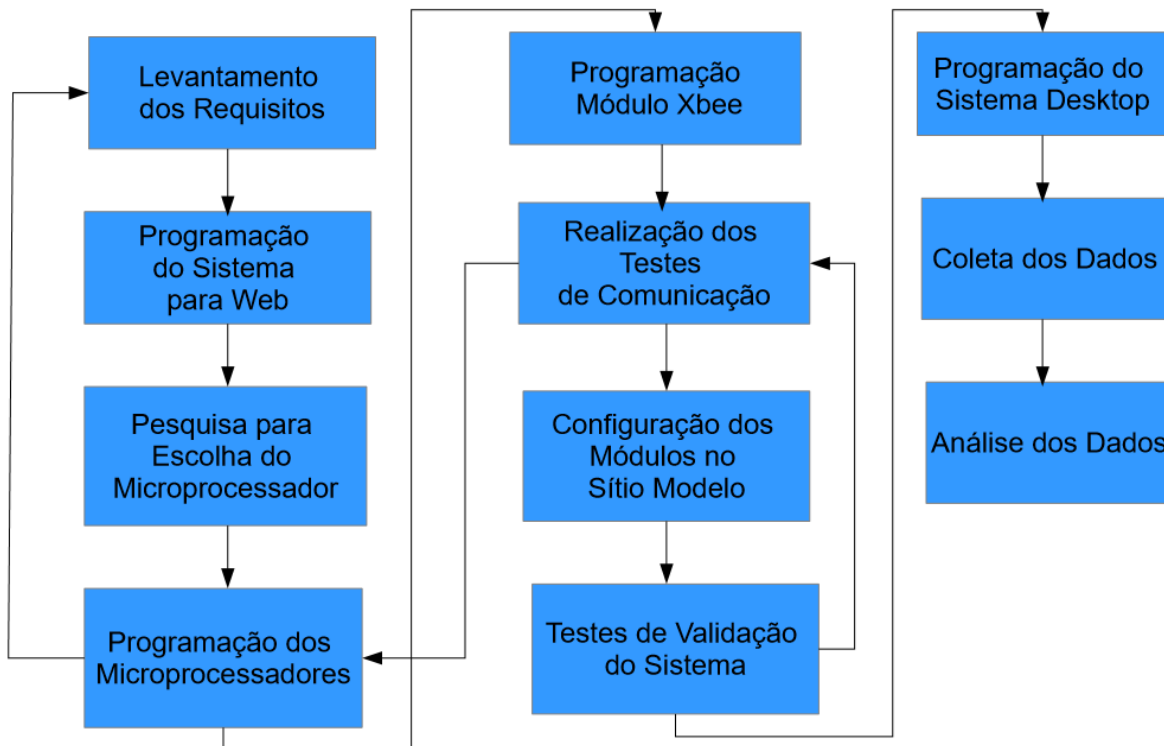 Levantamento
dos Requisitos
Programação
do Sistema
para Web
Pesquisa para
Escolha do
Microprocessador
Programação dos
Microprocessadores
Programação
Módulo Xbee
Realização dos
Testes
de Comunicação
Configuração dos
Módulos no
Sítio Modelo
Testes de Validação
do Sistema
Programação do
Sistema Desktop
Coleta dos Dados
Análise dos Dados